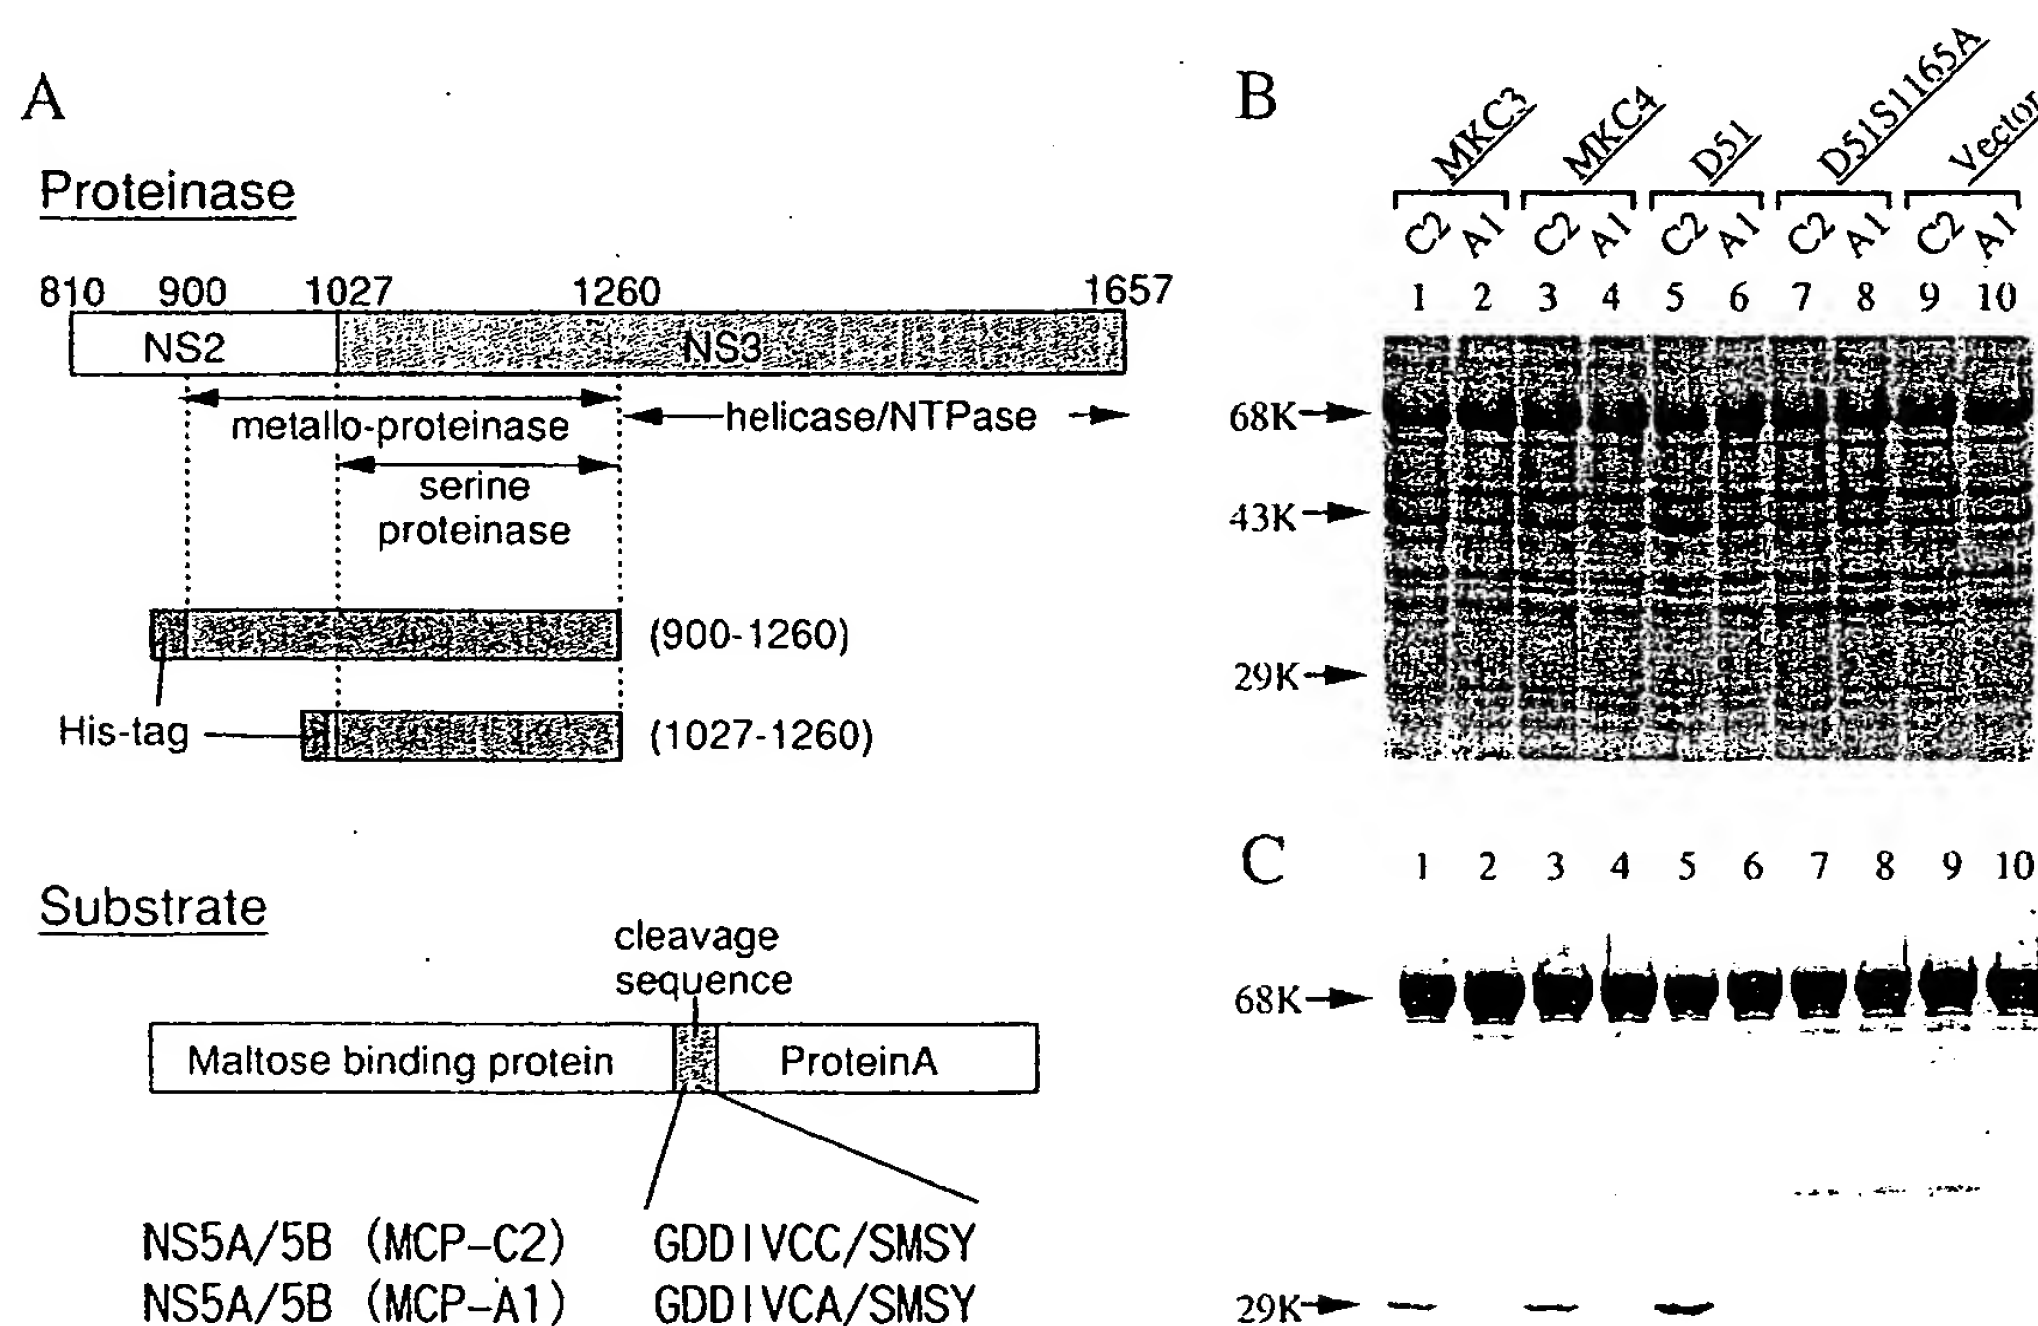 A
Proteinase
810 900 1027 1260 1657
NS2 NS3
metallo-proteinase
helicase/NTPase
serine
proteinase
(900-1260)
His-tag
(1027-1260)
Substrate
cleavage
sequence
Maltose binding protein ProteinA
NS5A/5B (MCP-C2) GDDIVCC/SMSY
NS5A/5B (MCP-A1) GDDIVCA/SMSY
B
MKC3 MKC4 D51 D51S1165A Vector
C2 A1 C2 A1 C2 A1 C2 A1 C2 A1
1 2 3 4 5 6 7 8 9 10
68K
43K
29K
C
1 2 3 4 5 6 7 8 9 10
68K
29K